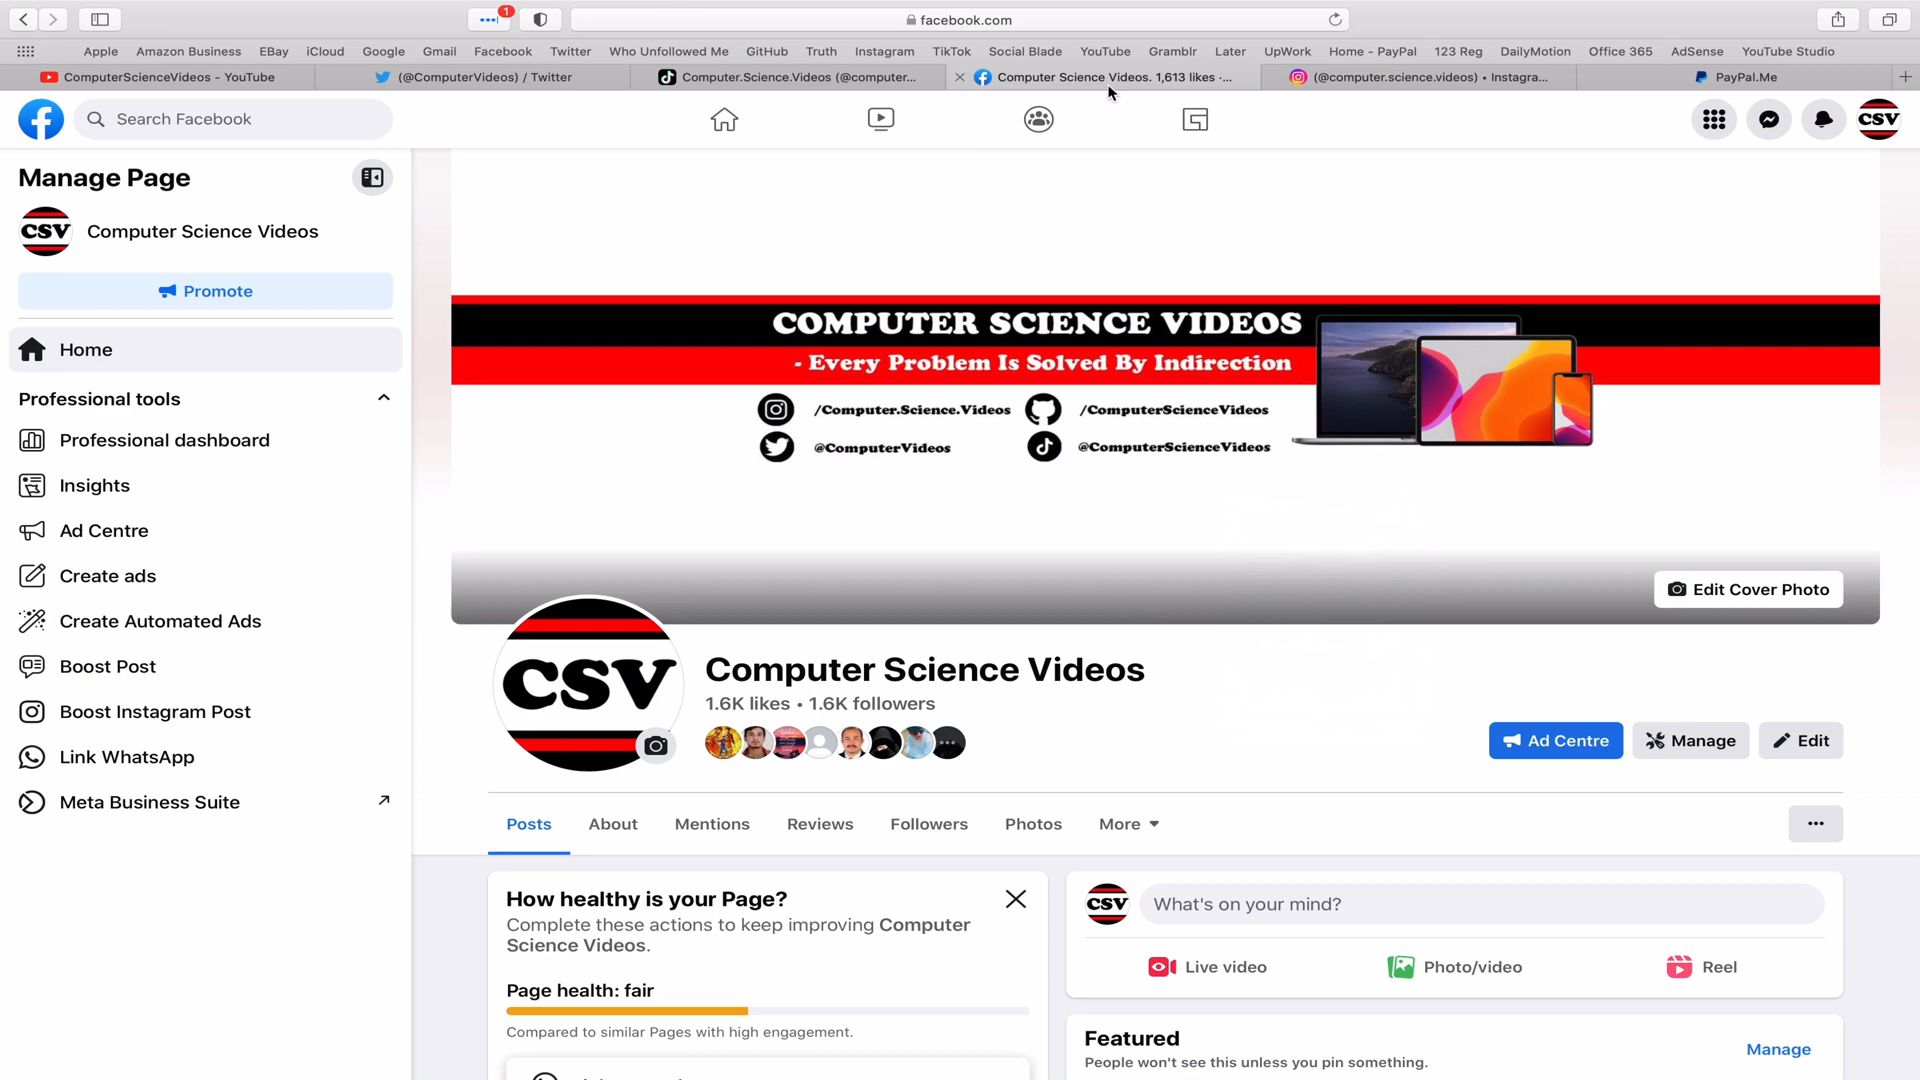 1
facebook.com
Apple Amazon Business EBay iCloud Google Gmail Facebook Twitter Who Unfollowed Me GitHub Truth Instagram TikTok Social Blade YouTube Gramblr Later UpWork Home - PayPal 123 Reg DailyMotion Office 365 AdSense YouTube Studio
ComputerScienceVideos - YouTube (@ComputerVideos) / Twitter Computer.Science.Videos (@computer... Computer Science Videos. 1,613 likes ·... (@computer.science.videos) • Instagra... PayPal.Me
Search Facebook
CSV
Manage Page
CSV Computer Science Videos
Promote
Home
Professional tools
Professional dashboard
Insights
Ad Centre
Create ads
Create Automated Ads
Boost Post
Boost Instagram Post
Link WhatsApp
Meta Business Suite
COMPUTER SCIENCE VIDEOS
- Every Problem Is Solved By Indirection
/Computer.Science.Videos /ComputerScienceVideos
@ComputerVideos @ComputerScienceVideos
Edit Cover Photo
CSV
Computer Science Videos
1.6K likes • 1.6K followers
Ad Centre Manage Edit
Posts About Mentions Reviews Followers Photos More
How healthy is your Page?
Complete these actions to keep improving Computer
Science Videos.
Page health: fair
Compared to similar Pages with high engagement.
CSV What's on your mind?
Live video Photo/video Reel
Featured
People won't see this unless you pin something.
Manage